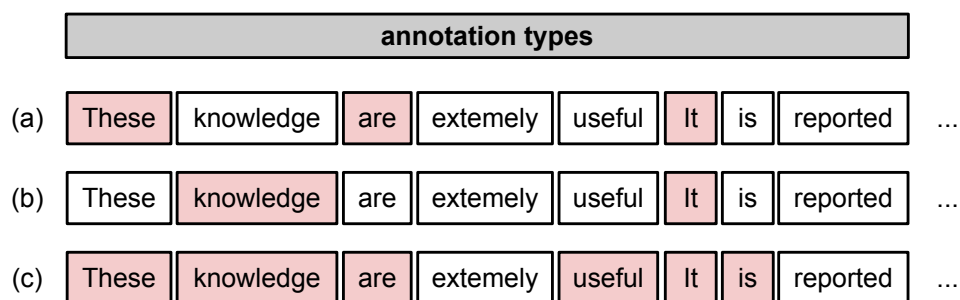 annotation types
(a) These knowledge are extemely useful It is reported ...
(b) These knowledge are extemely useful It is reported ...
(c) These knowledge are extemely useful It is reported ...